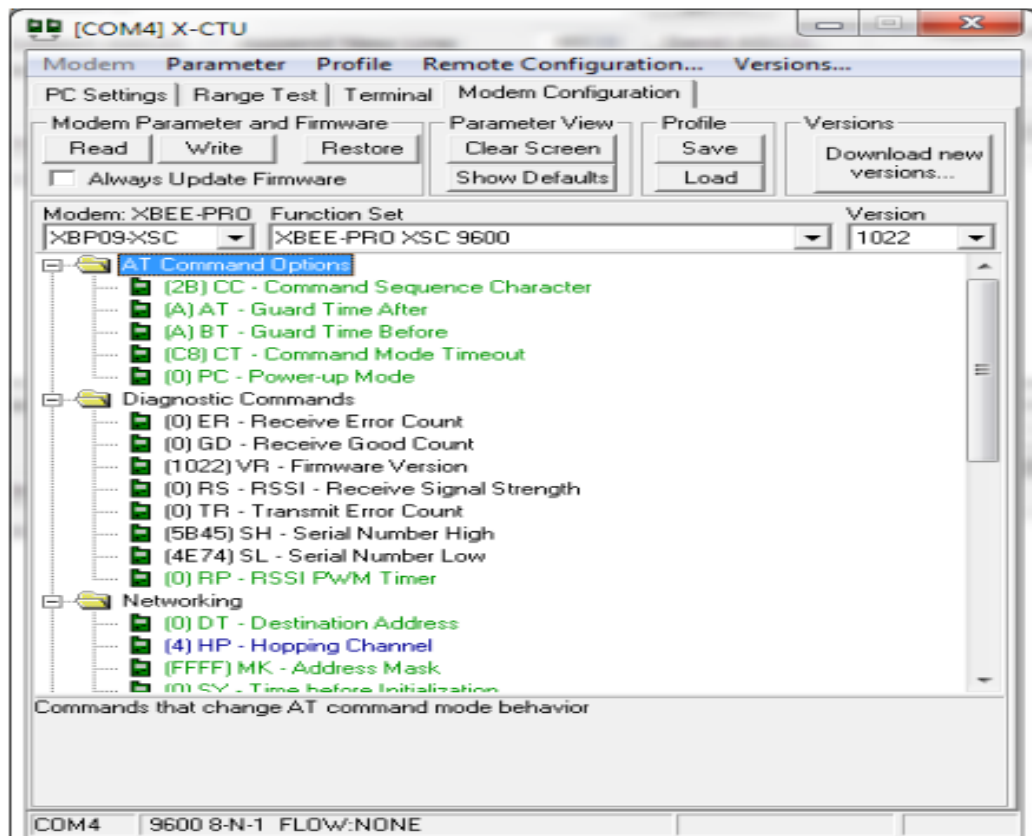 [COM4] X-CTU
Modem Parameter Profile Remote Configuration... Versions...
PC Settings Range Test Terminal Modem Configuration
Modem Parameter and Firmware Parameter View Profile Versions
Read Write Restore Clear Screen Save Download new versions...
Always Update Firmware Show Defaults Load
Modem: XBEE-PRO Function Set Version
XBP09-XSC XBEE-PRO XSC 9600 1022
AT Command Options
(2B) CC - Command Sequence Character
(A) AT - Guard Time After
(A) BT - Guard Time Before
(C8) CT - Command Mode Timeout
(0) PC - Power-up Mode
Diagnostic Commands
(0) ER - Receive Error Count
(0) GD - Receive Good Count
(1022) VR - Firmware Version
(0) RS - RSSI - Receive Signal Strength
(0) TR - Transmit Error Count
(5B45) SH - Serial Number High
(4E74) SL - Serial Number Low
(0) RP - RSSI PWM Timer
Networking
(0) DT - Destination Address
(4) HP - Hopping Channel
(FFFF) MK - Address Mask
(0) SY - Time before Initialization
Commands that change AT command mode behavior
COM4 9600 8-N-1 FLOW:NONE